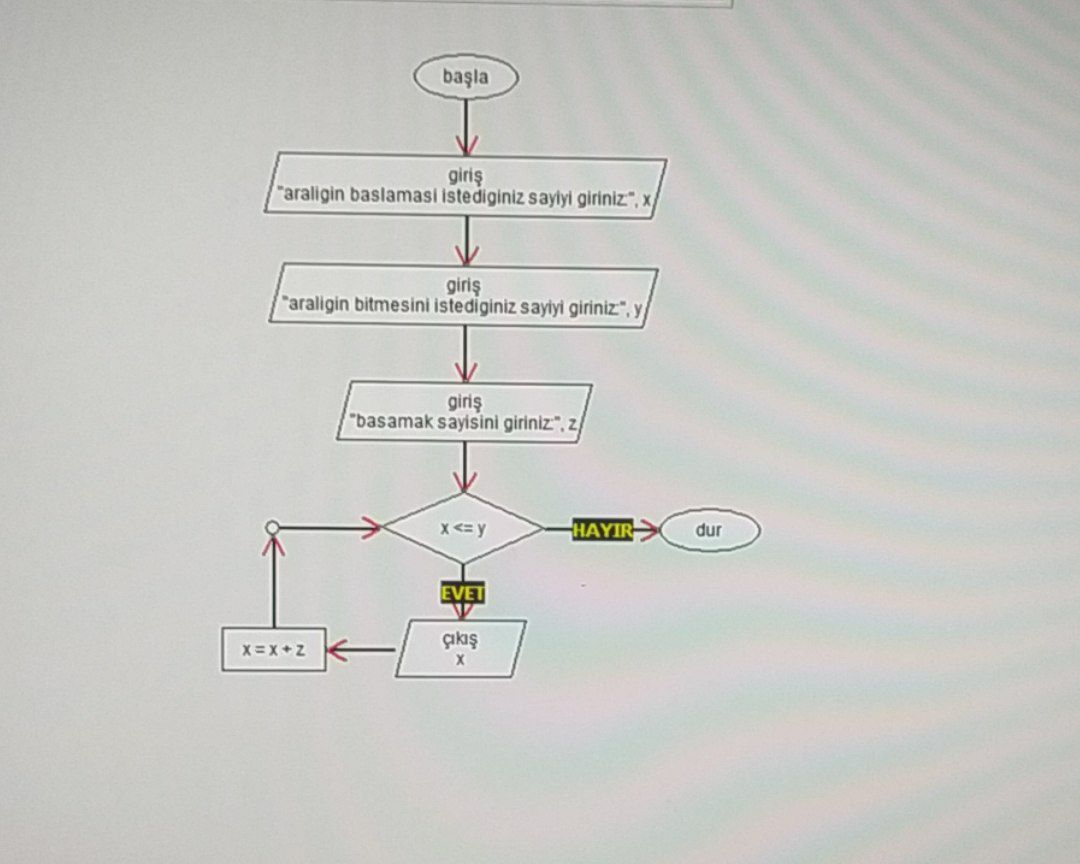 başla
giriş
"araligin baslamasi istediginiz sayiyi giriniz:", x
giriş
"araligin bitmesini istediginiz sayiyi giriniz:", y
giriş
"basamak sayisini giriniz:", z
x <= y
HAYIR
dur
EVET
çıkış
x
x = x + z